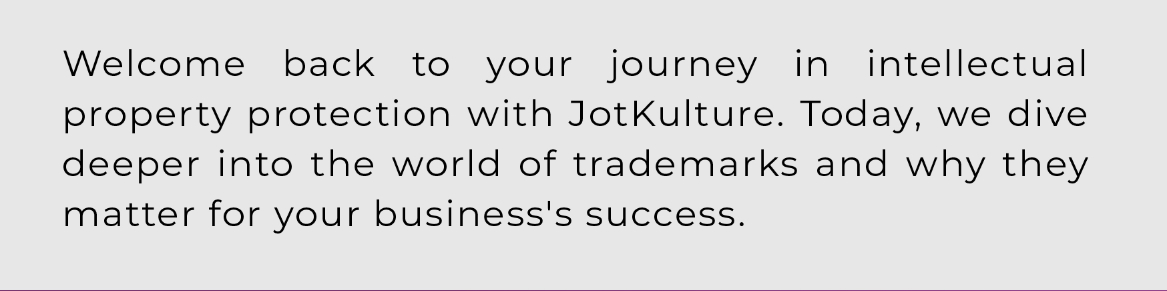 Welcome back to your journey in intellectual
property protection with JotKulture. Today, we dive
deeper into the world of trademarks and why they
matter for your business's success.